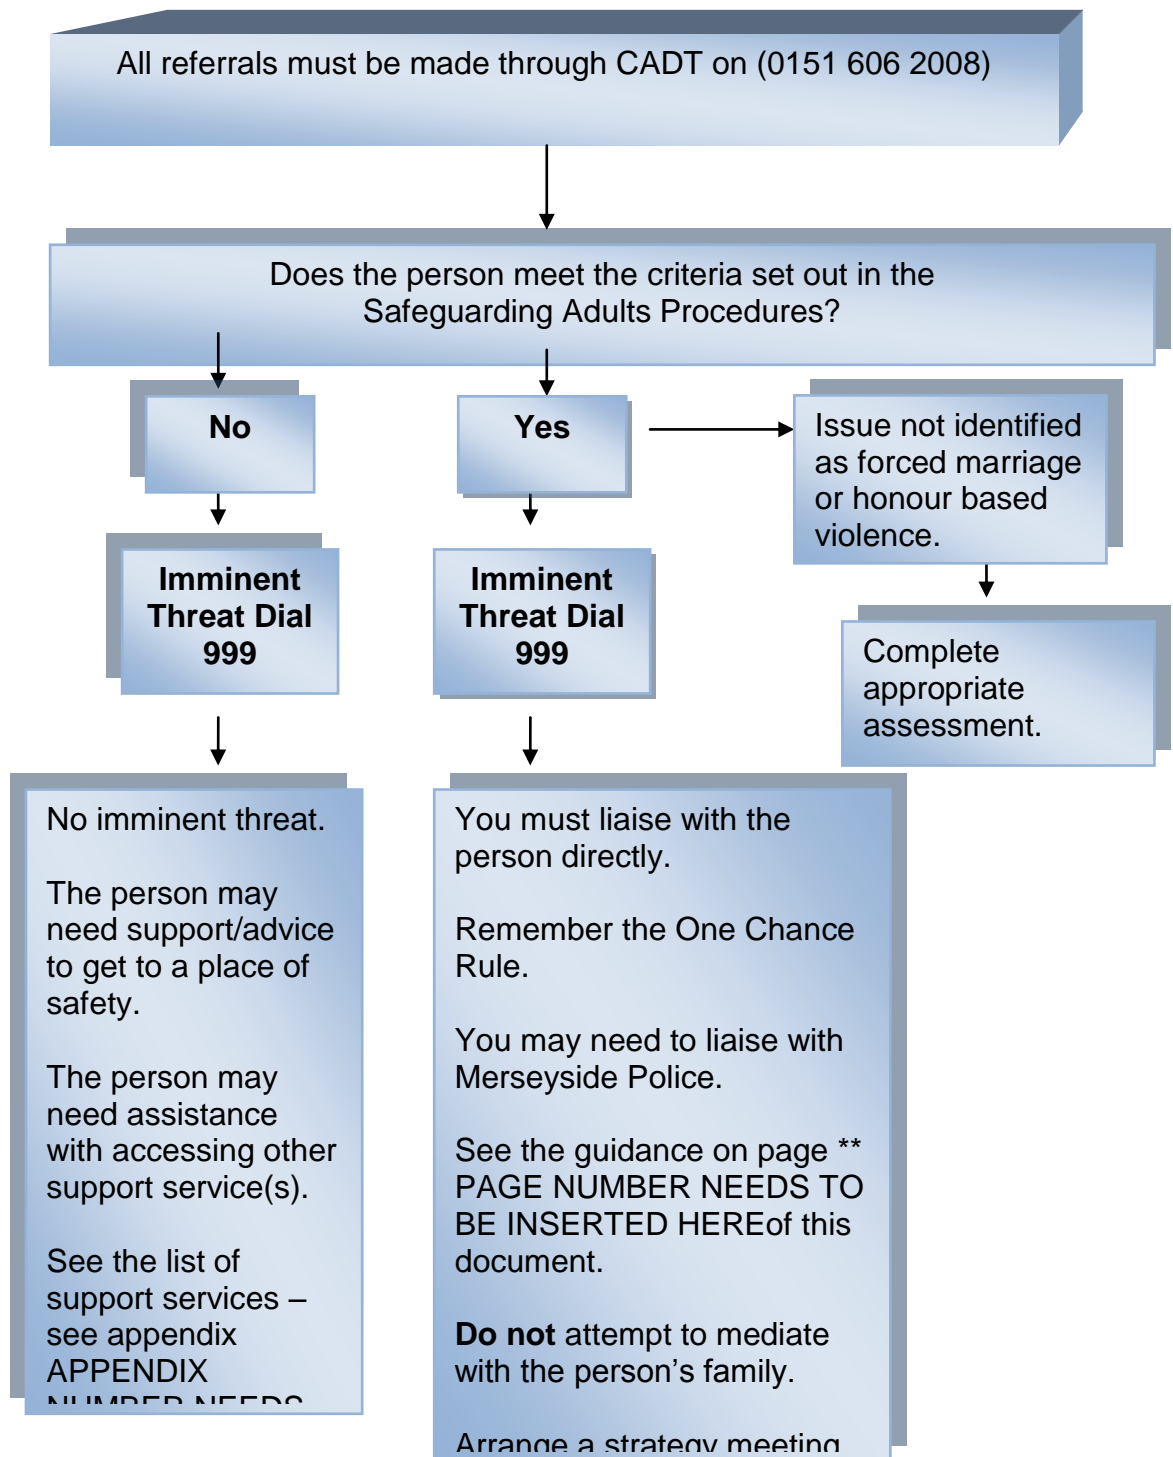 All referrals must be made through CADT on (0151 606 2008)
Does the person meet the criteria set out in the
Safeguarding Adults Procedures?
No
Yes
Issue not identified
as forced marriage
or honour based
violence.
Imminent
Threat Dial
999
Imminent
Threat Dial
999
Complete
appropriate
assessment.
No imminent threat.
The person may
need support/advice
to get to a place of
safety.
The person may
need assistance
with accessing other
support service(s).
See the list of
support services –
see appendix
APPENDIX
NUMBER NEEDS
You must liaise with the
person directly.
Remember the One Chance
Rule.
You may need to liaise with
Merseyside Police.
See the guidance on page **
PAGE NUMBER NEEDS TO
BE INSERTED HEREof this
document.
Do not attempt to mediate
with the person’s family.
Arrange a strategy meeting